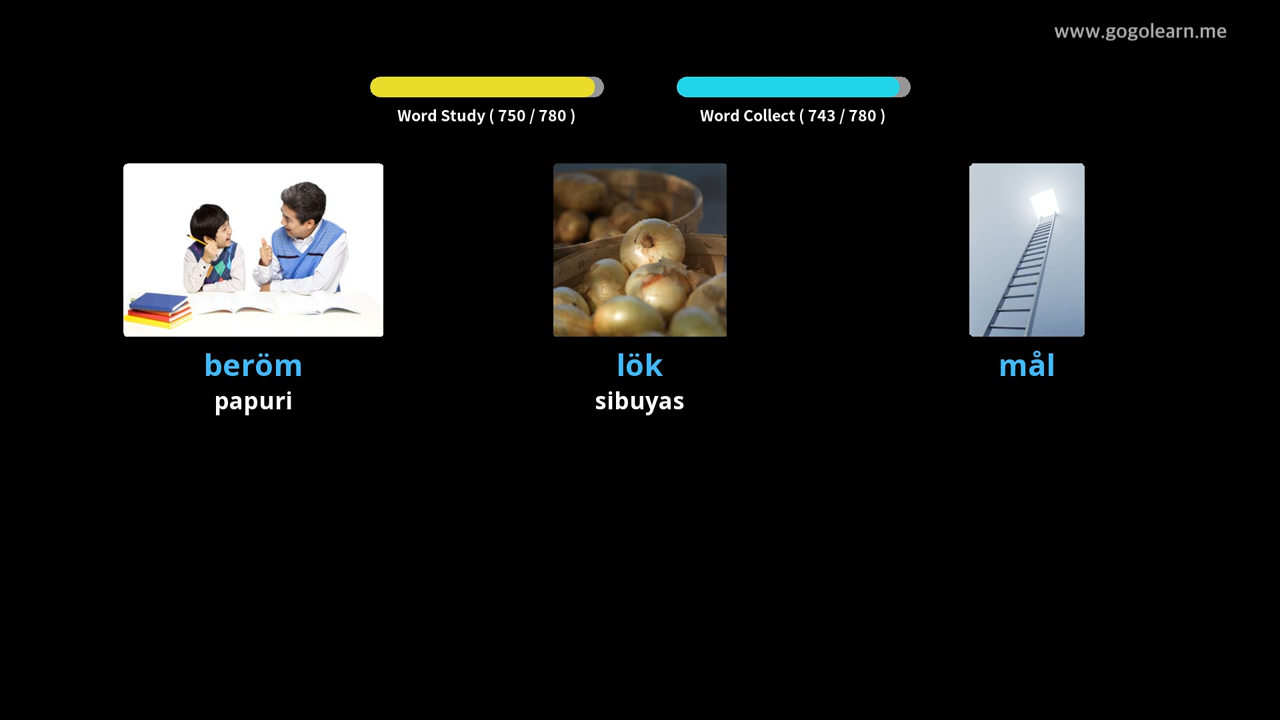 www.gogolearn.me
Word Study ( 750 / 780 )
Word Collect ( 743 / 780 )
beröm
papuri
lök
sibuyas
mål